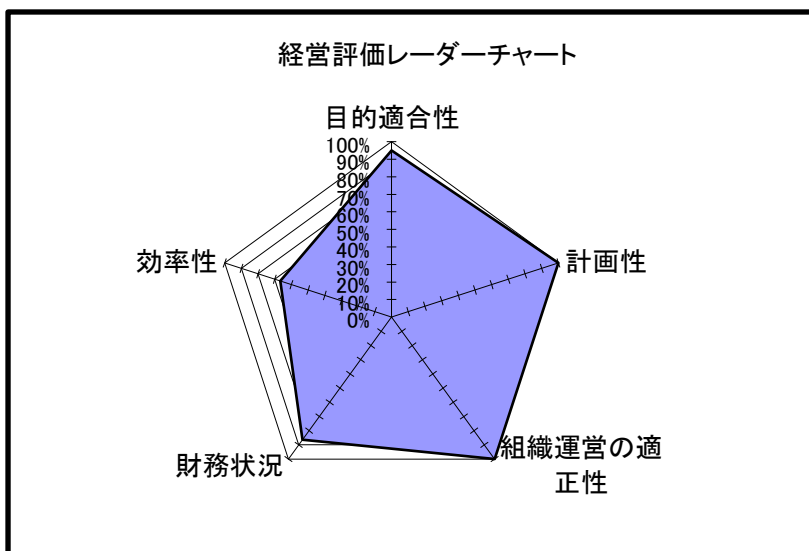 経営評価レーダーチャート
目的適合性
100%
90%
80%
70%
60%
50%
40%
30%
20%
10%
0%
効率性
計画性
財務状況
組織運営の適
正性